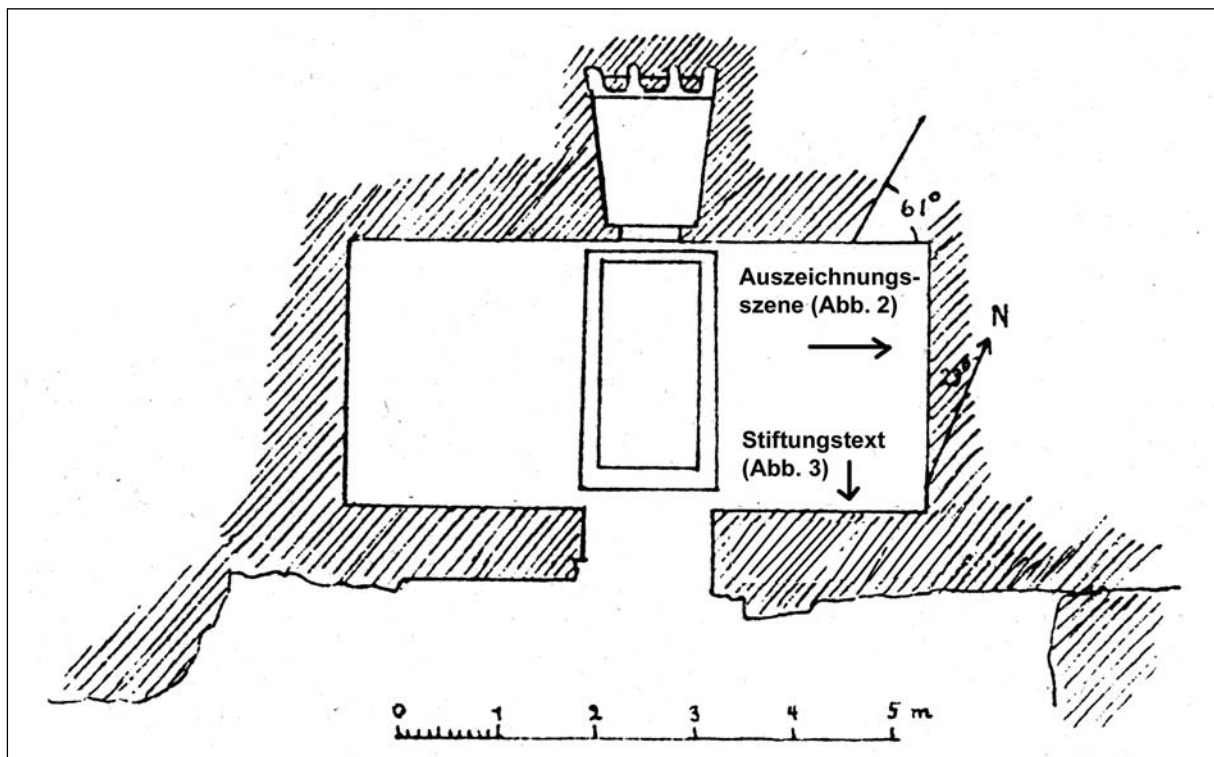 61°
Auszeichnungs-
szene (Abb. 2)
N
Stiftungstext
(Abb. 3)
0 1 2 3 4 5 m